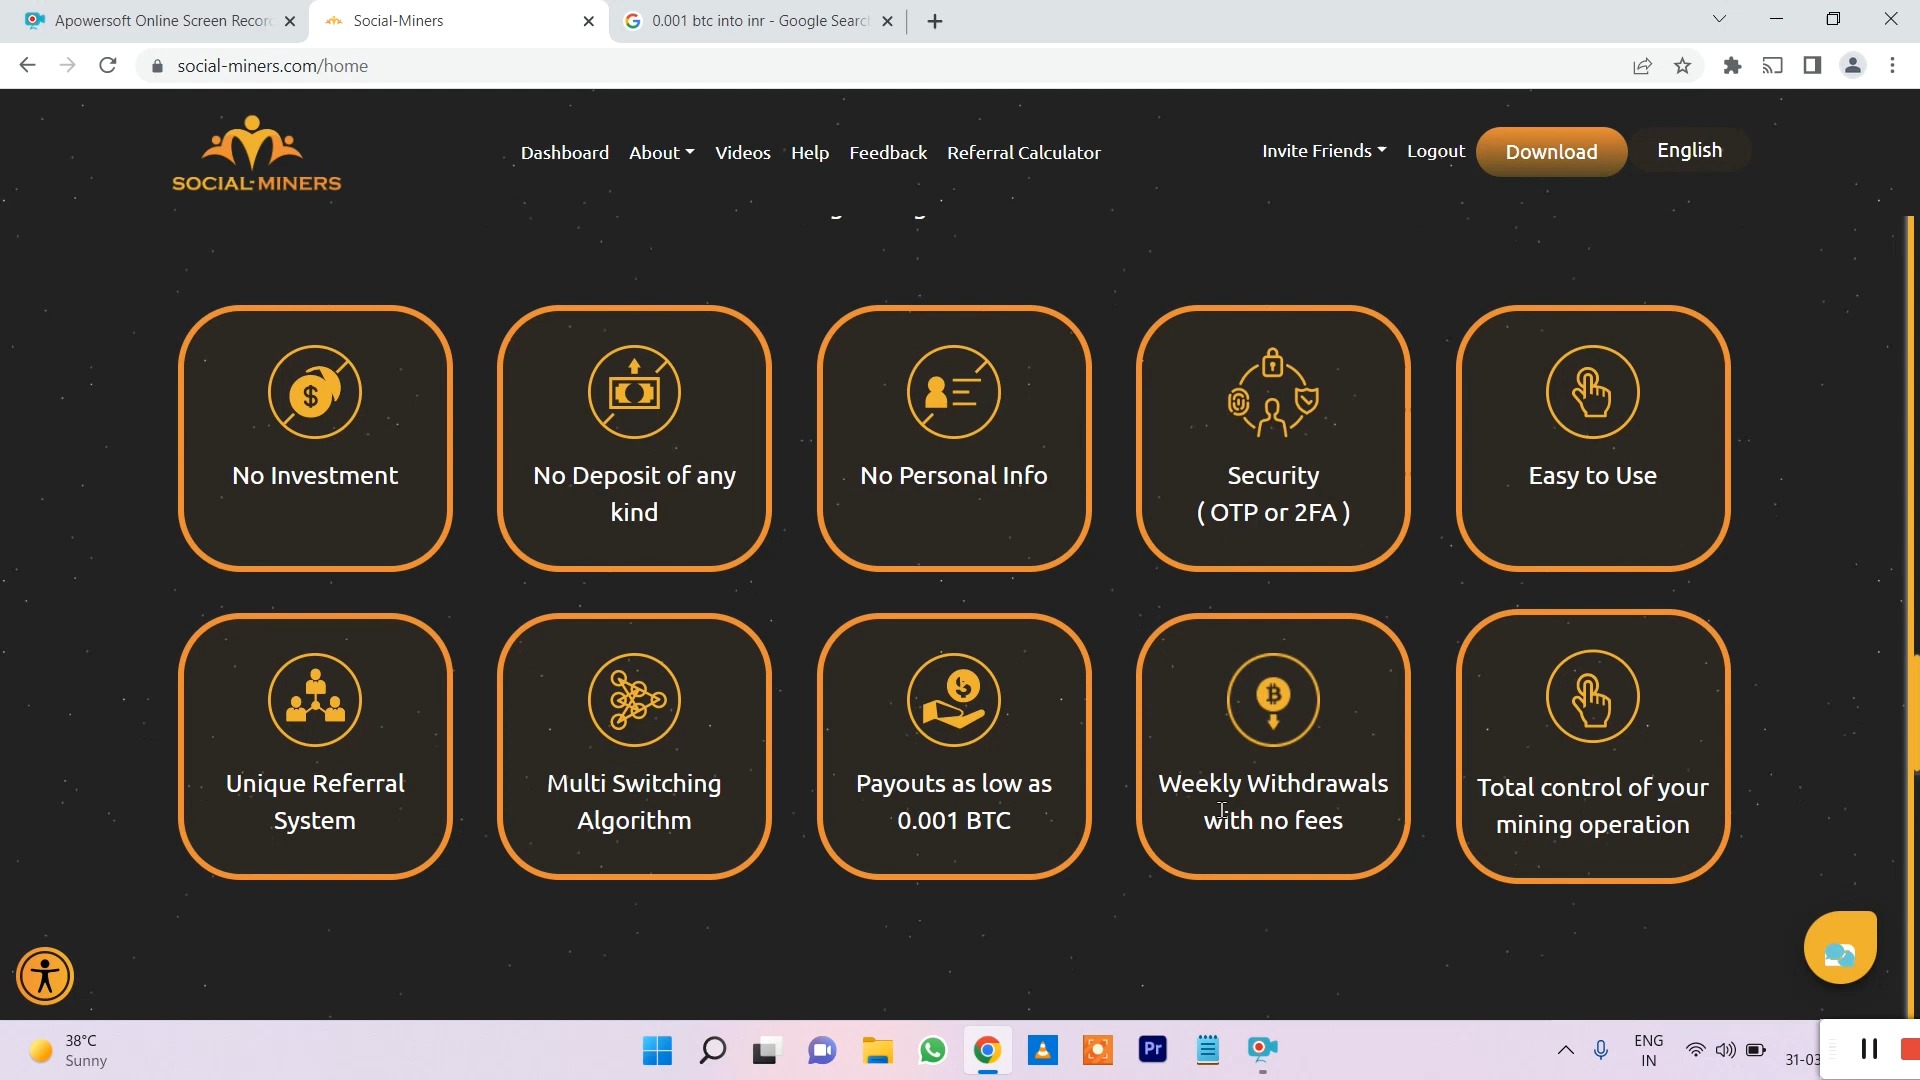 Apowersoft Online Screen Recor
Social-Miners
0.001 btc into inr - Google Searc
social-miners.com/home
SOCIAL-MINERS
Dashboard
About
Videos
Help
Feedback
Referral Calculator
Invite Friends
Logout
Download
English
No Investment
No Deposit of any
kind
No Personal Info
Security
( OTP or 2FA )
Easy to Use
Unique Referral
System
Multi Switching
Algorithm
Payouts as low as
0.001 BTC
Weekly Withdrawals
with no fees
Total control of your
mining operation
38°C
Sunny
Pr
ENG
IN
31-03